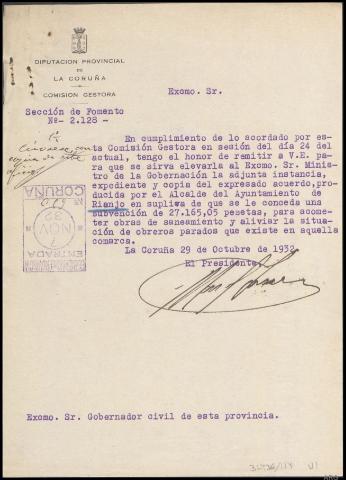 DIPUTACION PROVINCIAL
DE
LA CORUÑA
COMISION GESTORA
Excmo. Sr.
Sección de Fomento
Nº- 2.128-
En cumplimiento de lo acordado por es-
ta Comisión Gestora en sesión del día 24 del
actual, tengo el honor de remitir a V.E. pa-
ra que se sirva elevarla al Excmo. Sr. Minis-
tro de la Gobernación la adjunta instancia,
expediente y copia del expresado acuerdo, pro-
ducida por el Alcalde del Ayuntamiento de
Rianjo en suplica de que se le conceda una
subvención de 27.165,05 pesetas, para acome-
ter obras de saneamiento y aliviar la situa-
ción de obreros parados que existe en aquella
comarca.
La Coruña 29 de Octubre de 1932
El Presidente
CORUÑA
7 NOV 32
ENTRADA
Excmo. Sr. Gobernador civil de esta provincia.